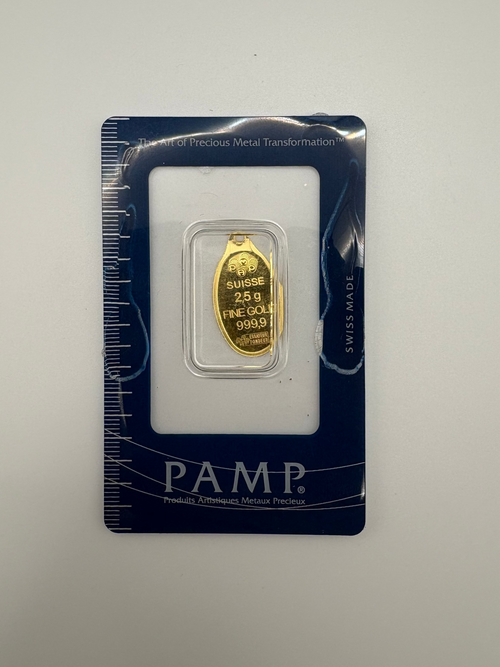 The Art of Precious Metal Transformation™
SUISSE
2,5 g
FINE GOLD
999,9
SWISS MADE
PAMP®
Produits Artistiques Metaux Precieux